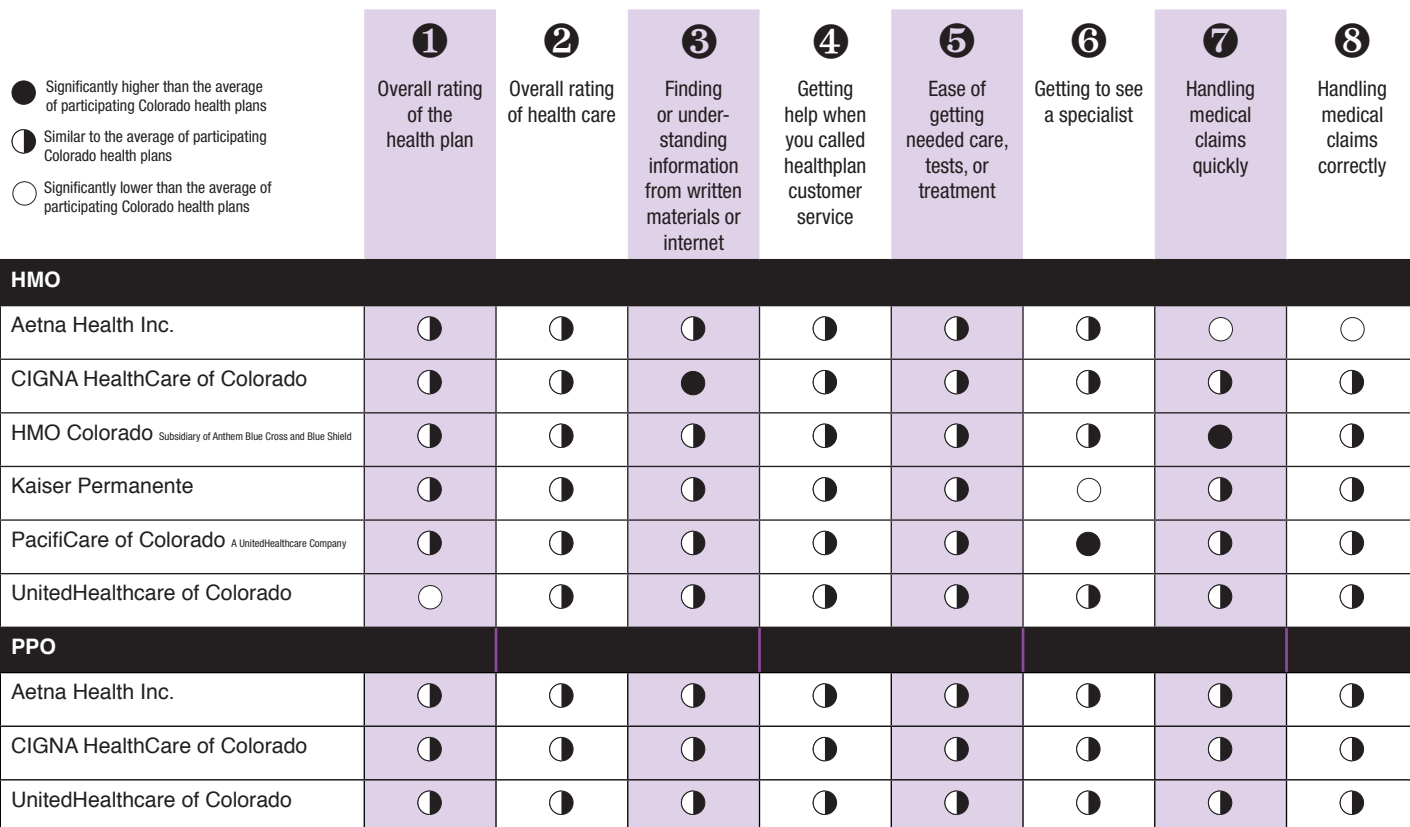 ❶
❷
❸
❹
❺
❻
❼
❽
Significantly higher than the average
of participating Colorado health plans
Similar to the average of participating
Colorado health plans
Significantly lower than the average of
participating Colorado health plans
Overall rating
of the
health plan
Overall rating
of health care
Finding
or under-
standing
information
from written
materials or
internet
Getting
help when
you called
healthplan
customer
service
Ease of
getting
needed care,
tests, or
treatment
Getting to see
a specialist
Handling
medical
claims
quickly
Handling
medical
claims
correctly
HMO
Aetna Health Inc.
CIGNA HealthCare of Colorado
HMO Colorado Subsidiary of Anthem Blue Cross and Blue Shield
Kaiser Permanente
PacifiCare of Colorado A UnitedHealthcare Company
UnitedHealthcare of Colorado
PPO
Aetna Health Inc.
CIGNA HealthCare of Colorado
UnitedHealthcare of Colorado